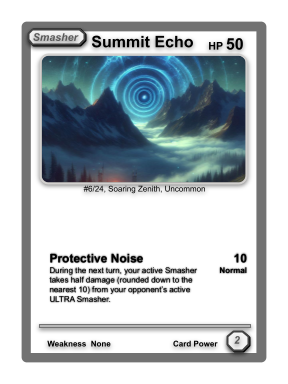 Smasher Summit Echo HP 50
#6/24, Soaring Zenith, Uncommon
Protective Noise 10
During the next turn, your active Smasher Normal
takes half damage (rounded down to the
nearest 10) from your opponent's active
ULTRA Smasher.
Weakness None Card Power 2